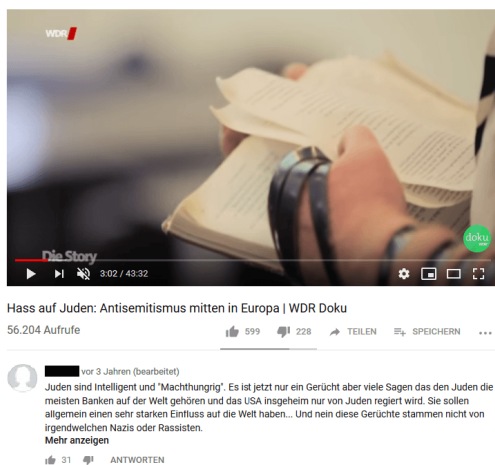 WDR
doku
Die Story
3:02 / 43:32
Hass auf Juden: Antisemitismus mitten in Europa | WDR Doku
56.204 Aufrufe
599 228 TEILEN SPEICHERN
vor 3 Jahren (bearbeitet)
Juden sind Intelligent und "Machthungrig". Es ist jetzt nur ein Gerücht aber viele Sagen das den Juden die
meisten Banken auf der Welt gehören und das USA insgeheim nur von Juden regiert wird. Sie sollen
allgemein einen sehr starken Einfluss auf die Welt haben... Und nein diese Gerüchte stammen nicht von
irgendwelchen Nazis oder Rassisten.
Mehr anzeigen
31 ANTWORTEN